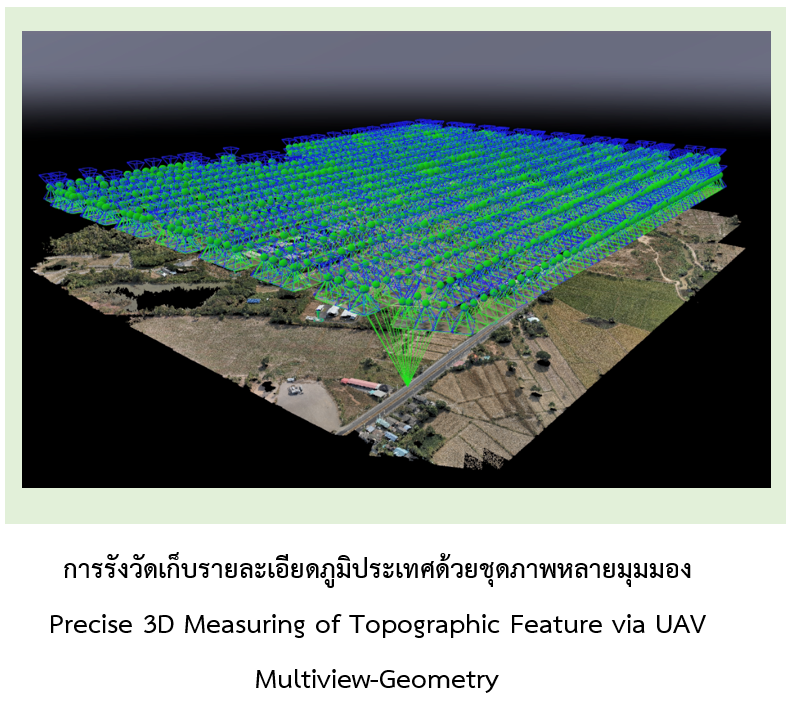 การรังวัดเก็บรายละเอียดภูมิประเทศด้วยชุดภาพหลายมุมมอง
Precise 3D Measuring of Topographic Feature via UAV
Multiview-Geometry